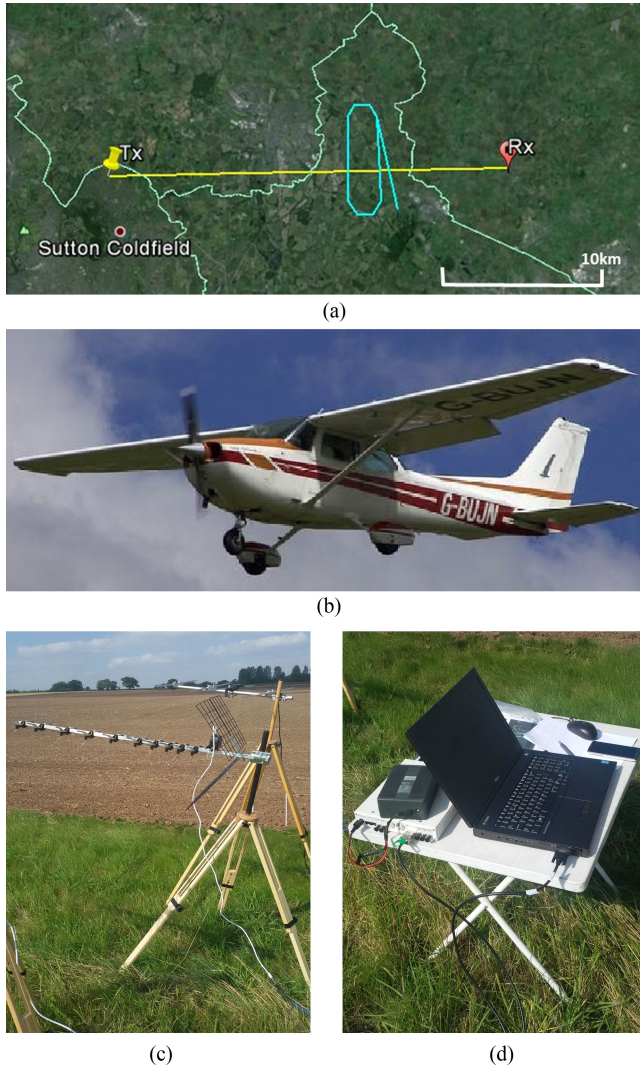 Tx
Rx
Sutton Coldfield
10km
(a)
G-BUJN
G-BUJN
(b)
(c)
(d)